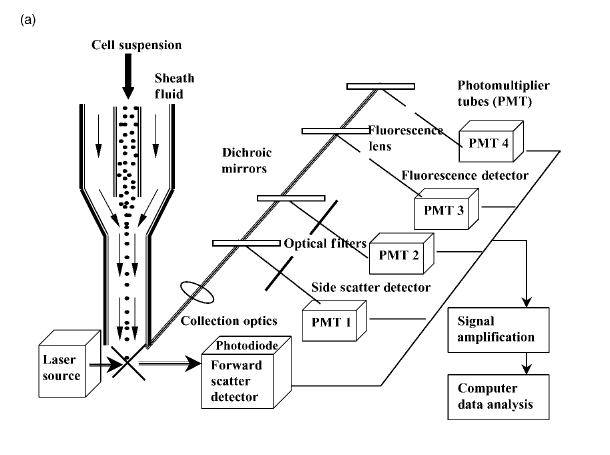 (a)
Cell suspension
Sheath
fluid
Photomultiplier
tubes (PMT)
Fluorescence
lens
PMT 4
Dichroic
mirrors
Fluorescence detector
PMT 3
Optical filters
PMT 2
Side scatter detector
Collection optics
PMT 1
Signal
amplification
Photodiode
Laser
source
Forward
scatter
detector
Computer
data analysis